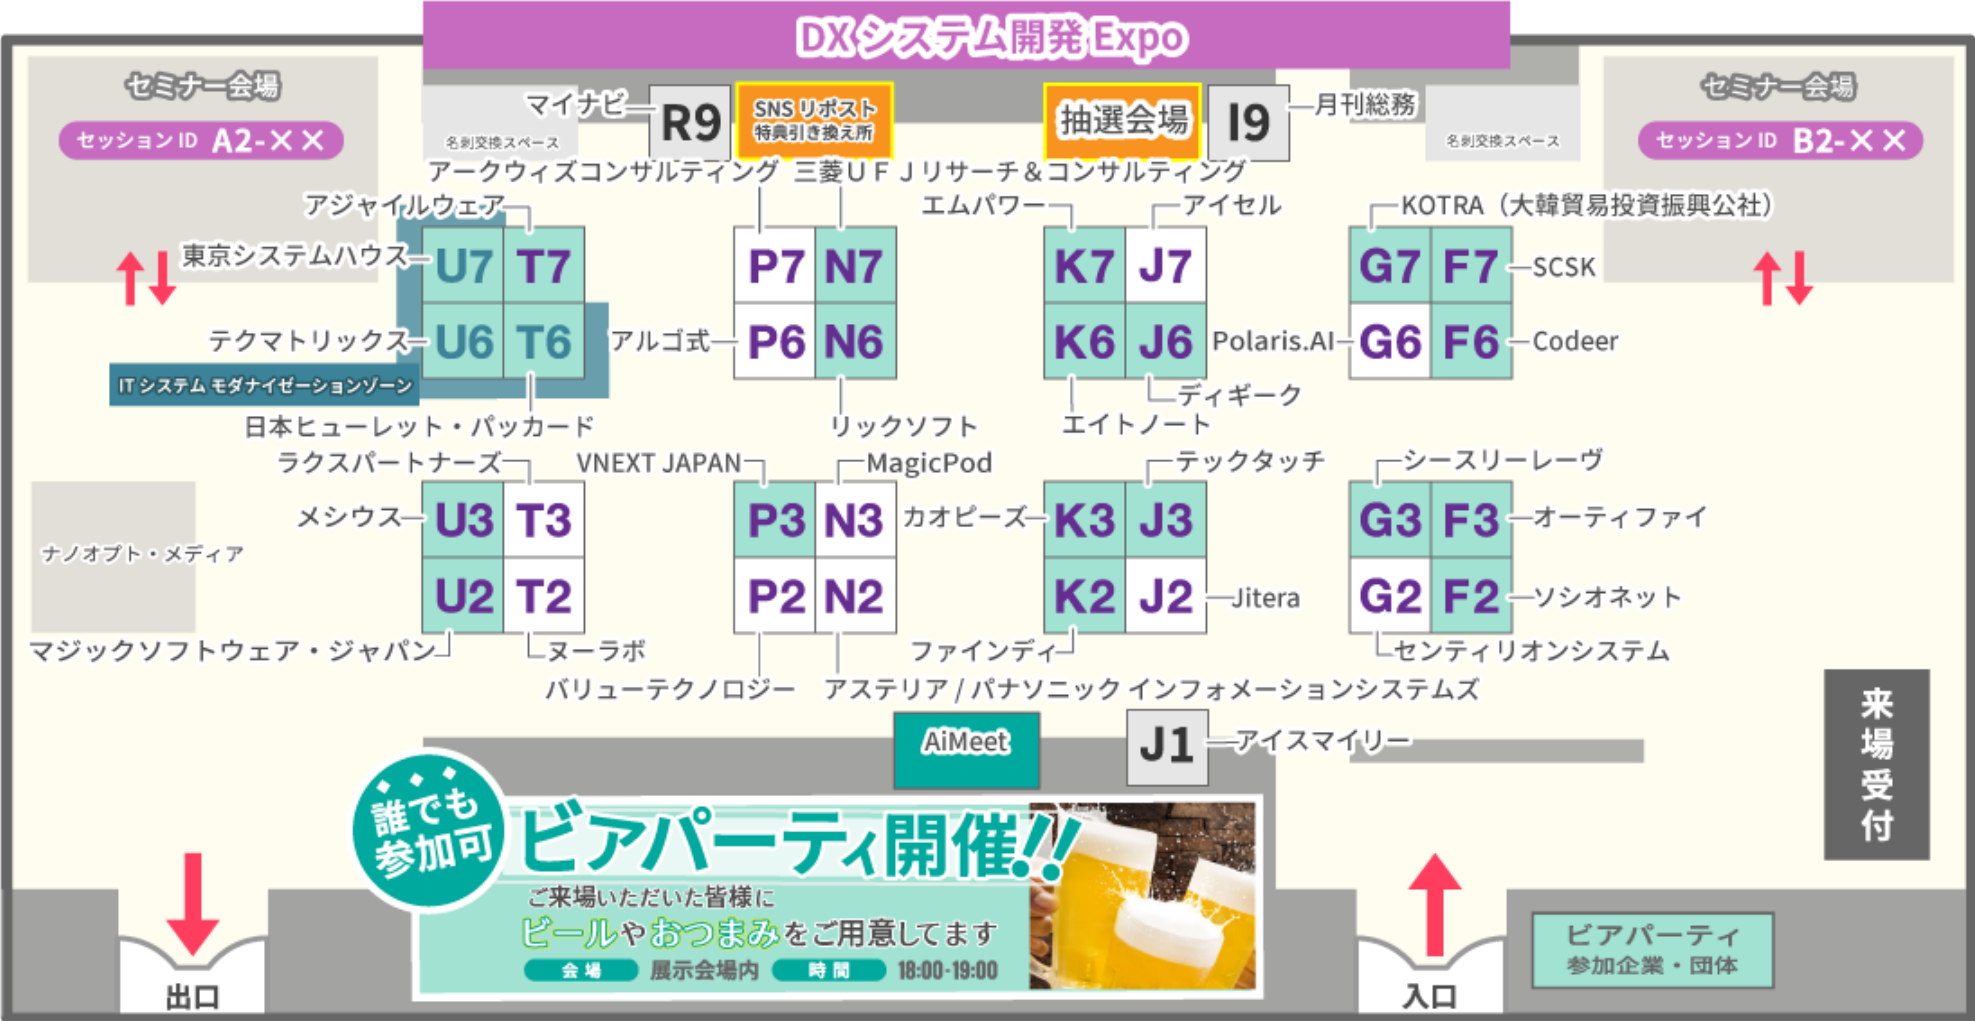 DXシステム開発 Expo
セミナー会場
セッションID A2-××
名刺交換スペース
マイナビ
R9
SNSリポスト
特典引き換え所
抽選会場
I9
月刊総務
名刺交換スペース
セミナー会場
セッションID B2-××
アークウィズコンサルティング
三菱UFJリサーチ&コンサルティング
アジャイルウェア
エムパワー
アイセル
KOTRA（大韓貿易投資振興公社）
東京システムハウス
U7
T7
P7
N7
K7
J7
G7
F7
SCSK
テクマトリックス
U6
T6
アルゴ式
P6
N6
K6
J6
Polaris.AI
G6
F6
Codeer
ITシステム モダナイゼーションゾーン
日本ヒューレット・パッカード
リックソフト
エイトノート
ディギーク
ラクスパートナーズ
VNEXT JAPAN
MagicPod
テックタッチ
シースリーレーヴ
メシウス
U3
T3
P3
N3
カオピーズ
K3
J3
G3
F3
オーティファイ
ナノオプト・メディア
U2
T2
P2
N2
K2
J2
Jitera
G2
F2
ソシオネット
マジックソフトウェア・ジャパン
ヌーラボ
ファインディ
センティリオンシステム
バリューテクノロジー
アステリア / パナソニック インフォメーションシステムズ
AiMeet
J1
アイスマイリー
来場受付
誰でも
参加可
ビアパーティ開催!!
ご来場いただいた皆様に
ビールやおつまみをご用意してます
会場 展示会場内 時間 18:00-19:00
出口
入口
ビアパーティ
参加企業・団体